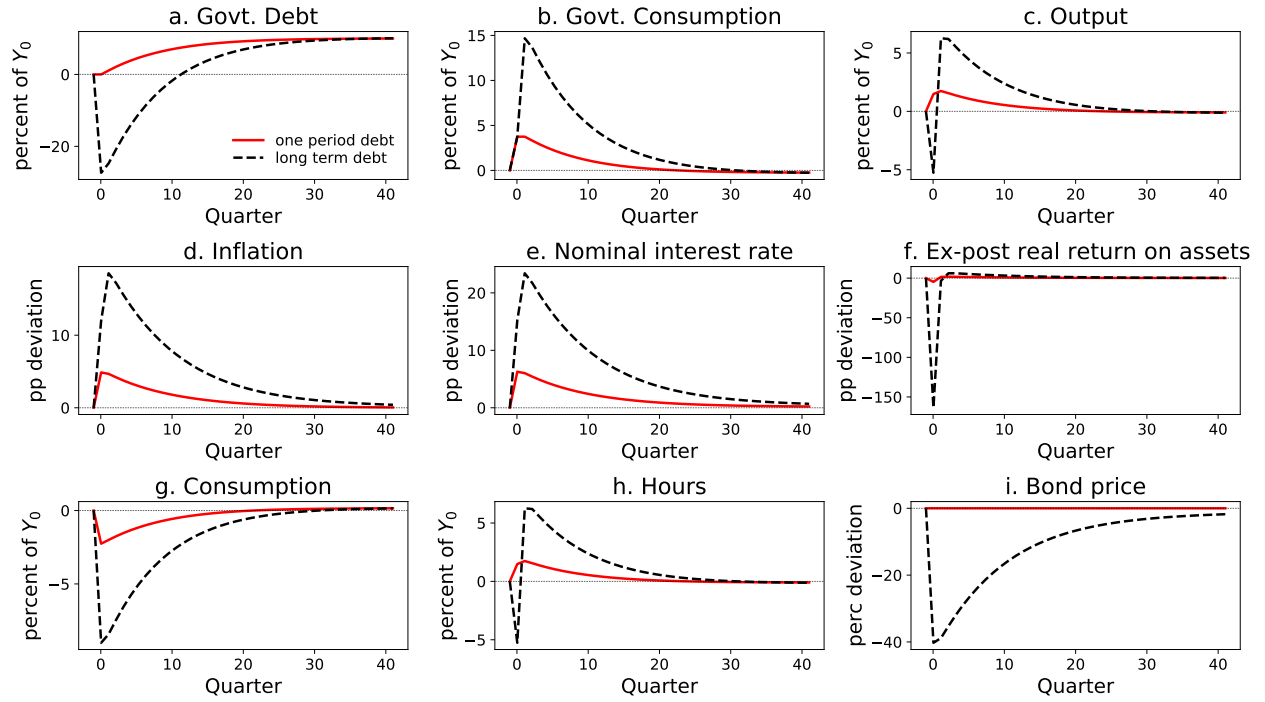 a. Govt. Debt
percent of Y0
0
−20
one period debt
long term debt
0 10 20 30 40
Quarter
b. Govt. Consumption
percent of Y0
15
10
5
0
0 10 20 30 40
Quarter
c. Output
percent of Y0
5
0
−5
0 10 20 30 40
Quarter
d. Inflation
pp deviation
10
0
0 10 20 30 40
Quarter
e. Nominal interest rate
pp deviation
20
10
0
0 10 20 30 40
Quarter
f. Ex-post real return on assets
pp deviation
0
−50
−100
−150
0 10 20 30 40
Quarter
g. Consumption
percent of Y0
0
−5
0 10 20 30 40
Quarter
h. Hours
percent of Y0
5
0
−5
0 10 20 30 40
Quarter
i. Bond price
perc deviation
0
−20
−40
0 10 20 30 40
Quarter